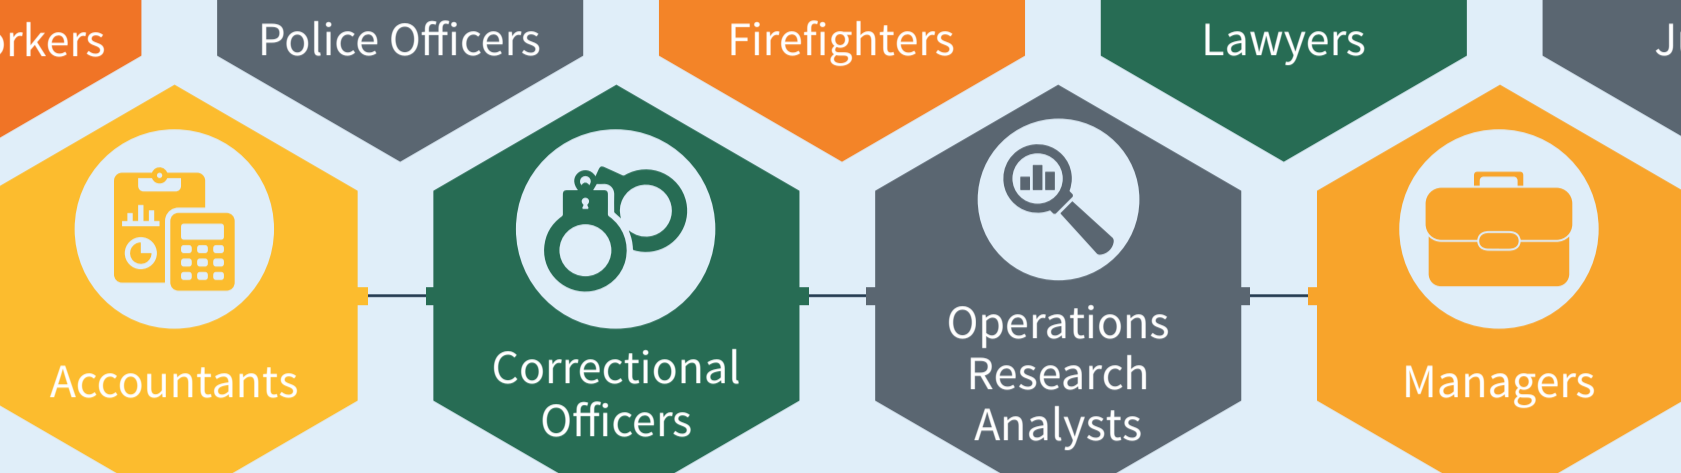 Police Officers
Firefighters
Lawyers
Accountants
Correctional
Officers
Operations
Research
Analysts
Managers